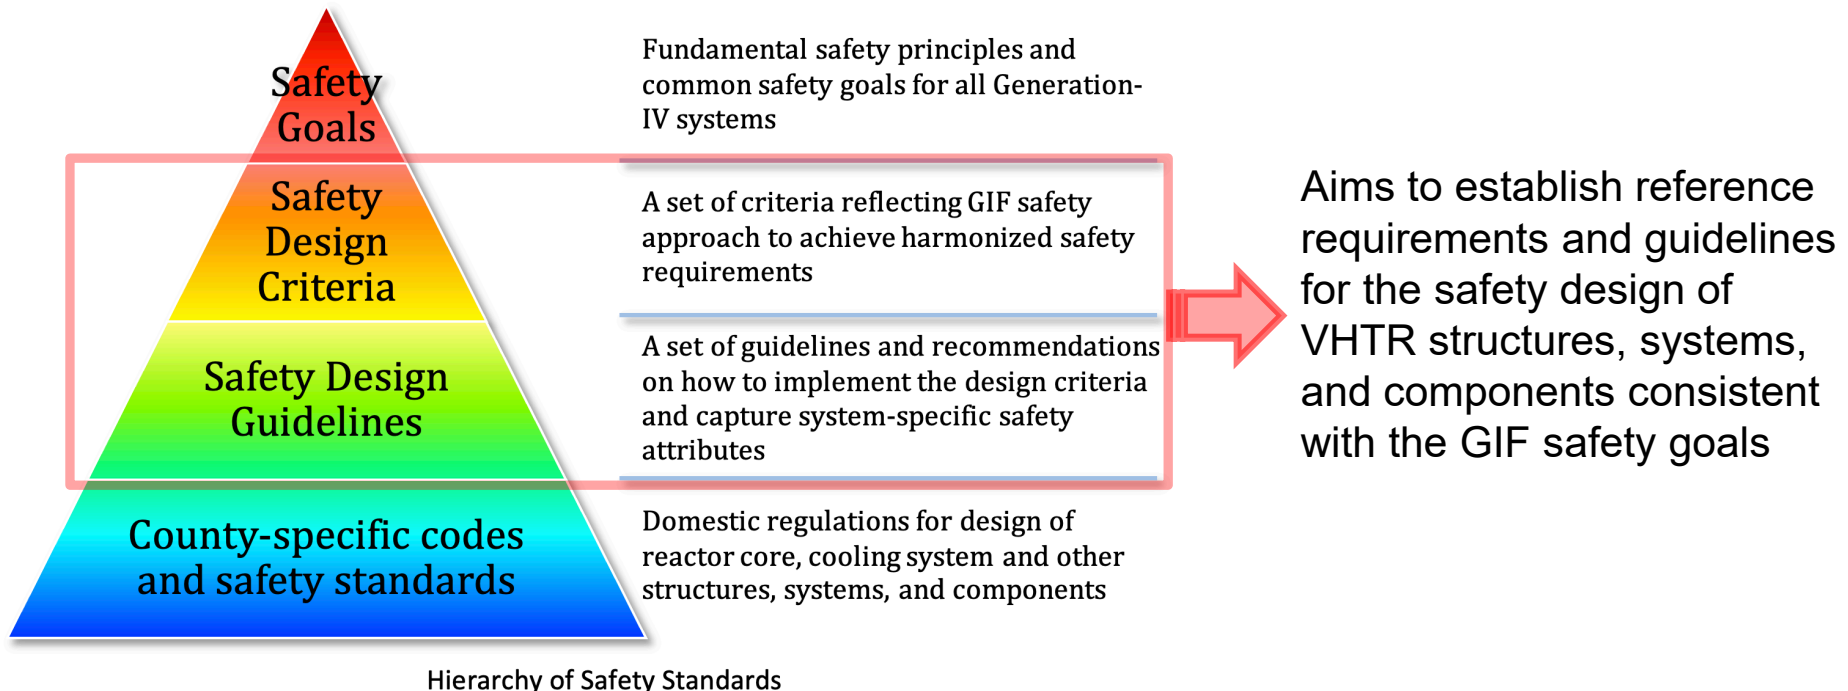 Safety
Goals
Fundamental safety principles and
common safety goals for all Generation-
IV systems
Safety
Design
Criteria
A set of criteria reflecting GIF safety
approach to achieve harmonized safety
requirements
Safety Design
Guidelines
A set of guidelines and recommendations
on how to implement the design criteria
and capture system-specific safety
attributes
County-specific codes
and safety standards
Domestic regulations for design of
reactor core, cooling system and other
structures, systems, and components
Aims to establish reference
requirements and guidelines
for the safety design of
VHTR structures, systems,
and components consistent
with the GIF safety goals
Hierarchy of Safety Standards